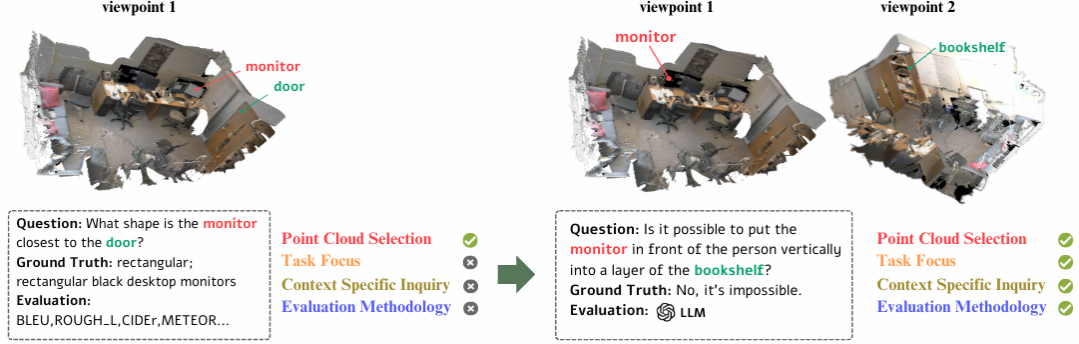 viewpoint 1
monitor
door
Question: What shape is the monitor
closest to the door?
Ground Truth: rectangular;
rectangular black desktop monitors
Evaluation:
BLEU,ROUGH_L,CIDEr,METEOR...
Point Cloud Selection
Task Focus
Context Specific Inquiry
Evaluation Methodology
viewpoint 1
monitor
viewpoint 2
bookshelf
Question: Is it possible to put the
monitor in front of the person vertically
into a layer of the bookshelf?
Ground Truth: No, it's impossible.
Evaluation: LLM
Point Cloud Selection
Task Focus
Context Specific Inquiry
Evaluation Methodology